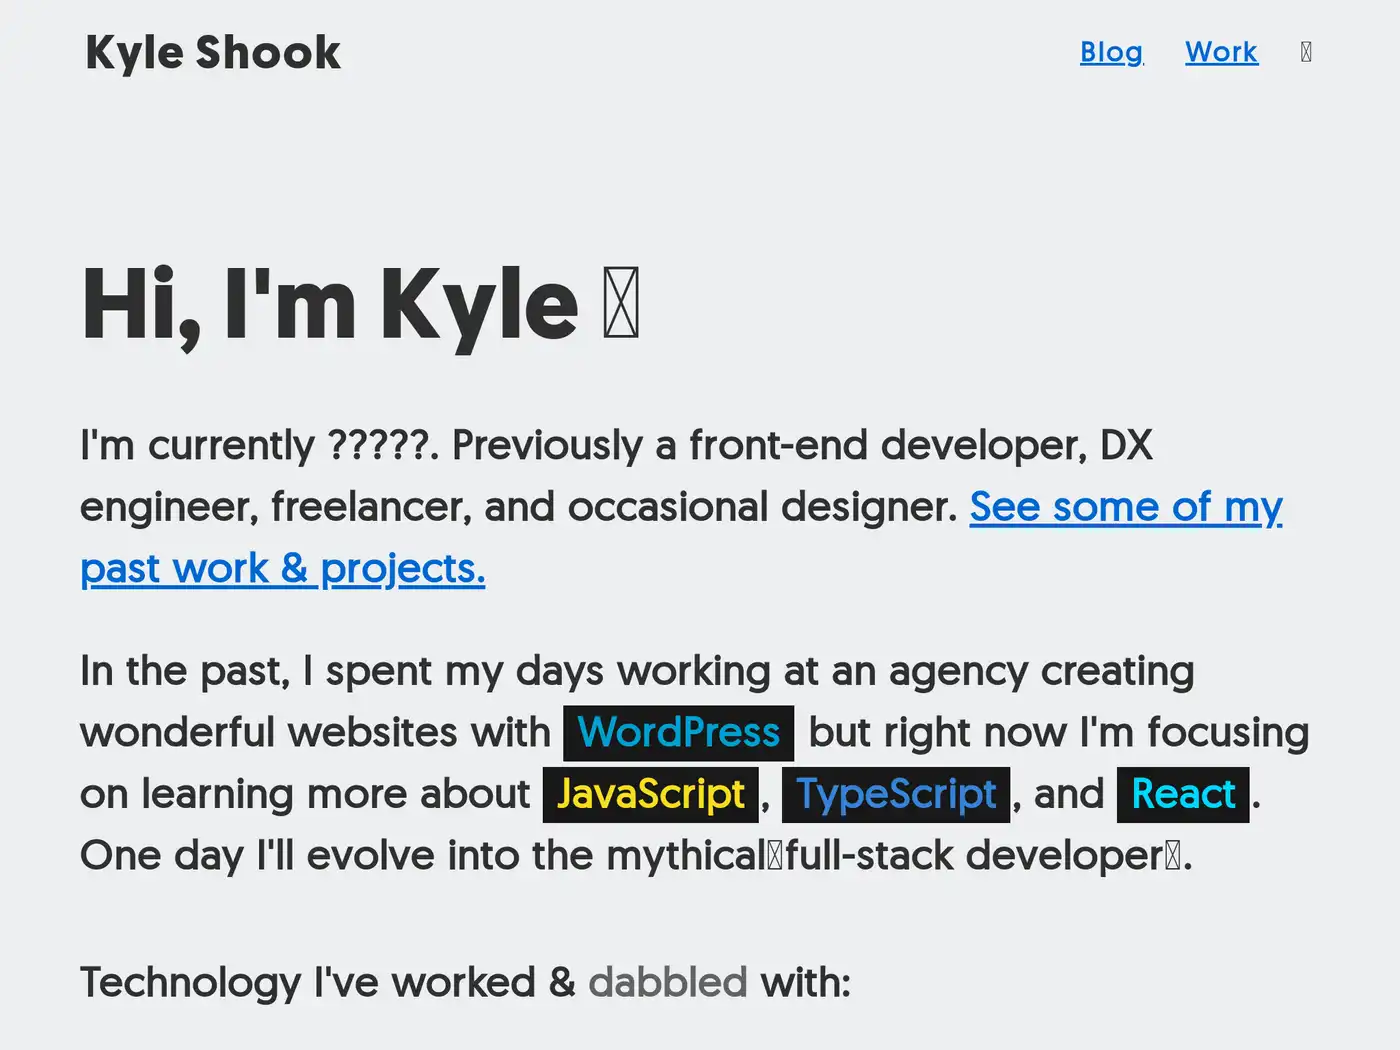 Kyle Shook
Blog Work
Hi, I'm Kyle
I'm currently ?????. Previously a front-end developer, DX
engineer, freelancer, and occasional designer. See some of my
past work & projects.
In the past, I spent my days working at an agency creating
wonderful websites with WordPress but right now I'm focusing
on learning more about JavaScript, TypeScript, and React.
One day I'll evolve into the mythical full-stack developer.
Technology I've worked & dabbled with: